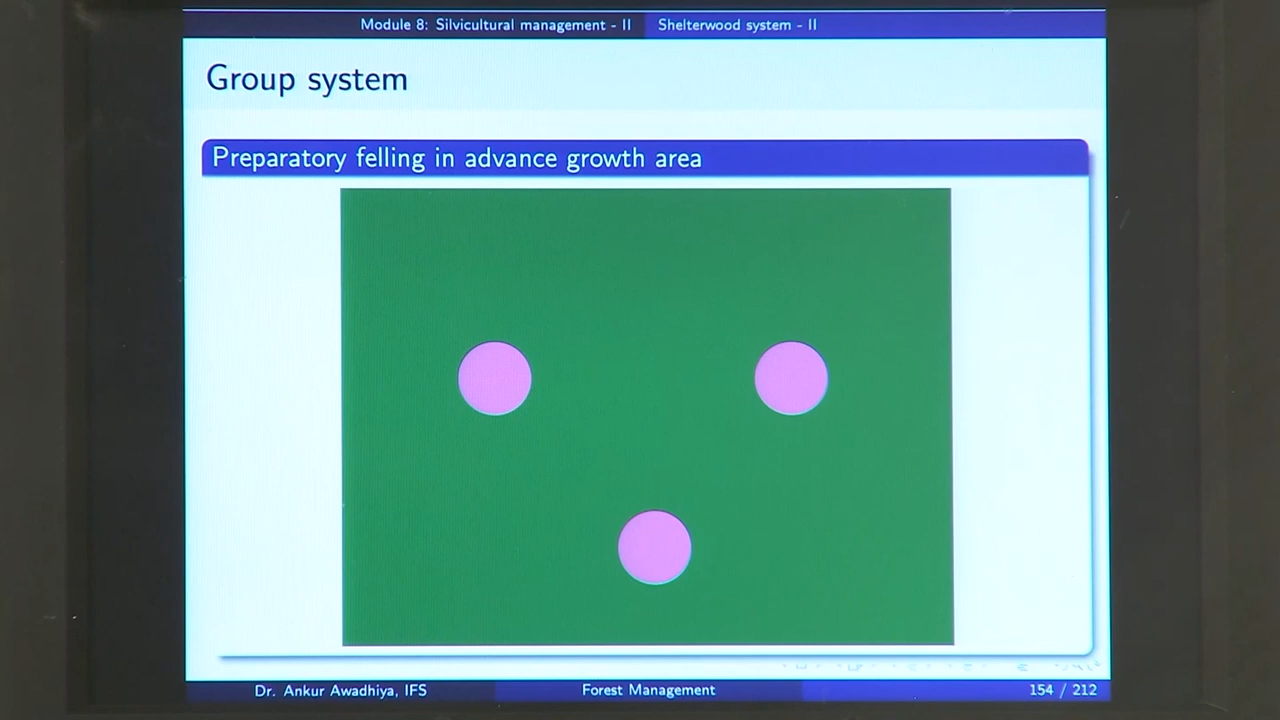 Module 8: Silvicultural management - II Shelterwood system - II
Group system
Preparatory felling in advance growth area
Dr. Ankur Awadhiya, IFS Forest Management 154 / 212